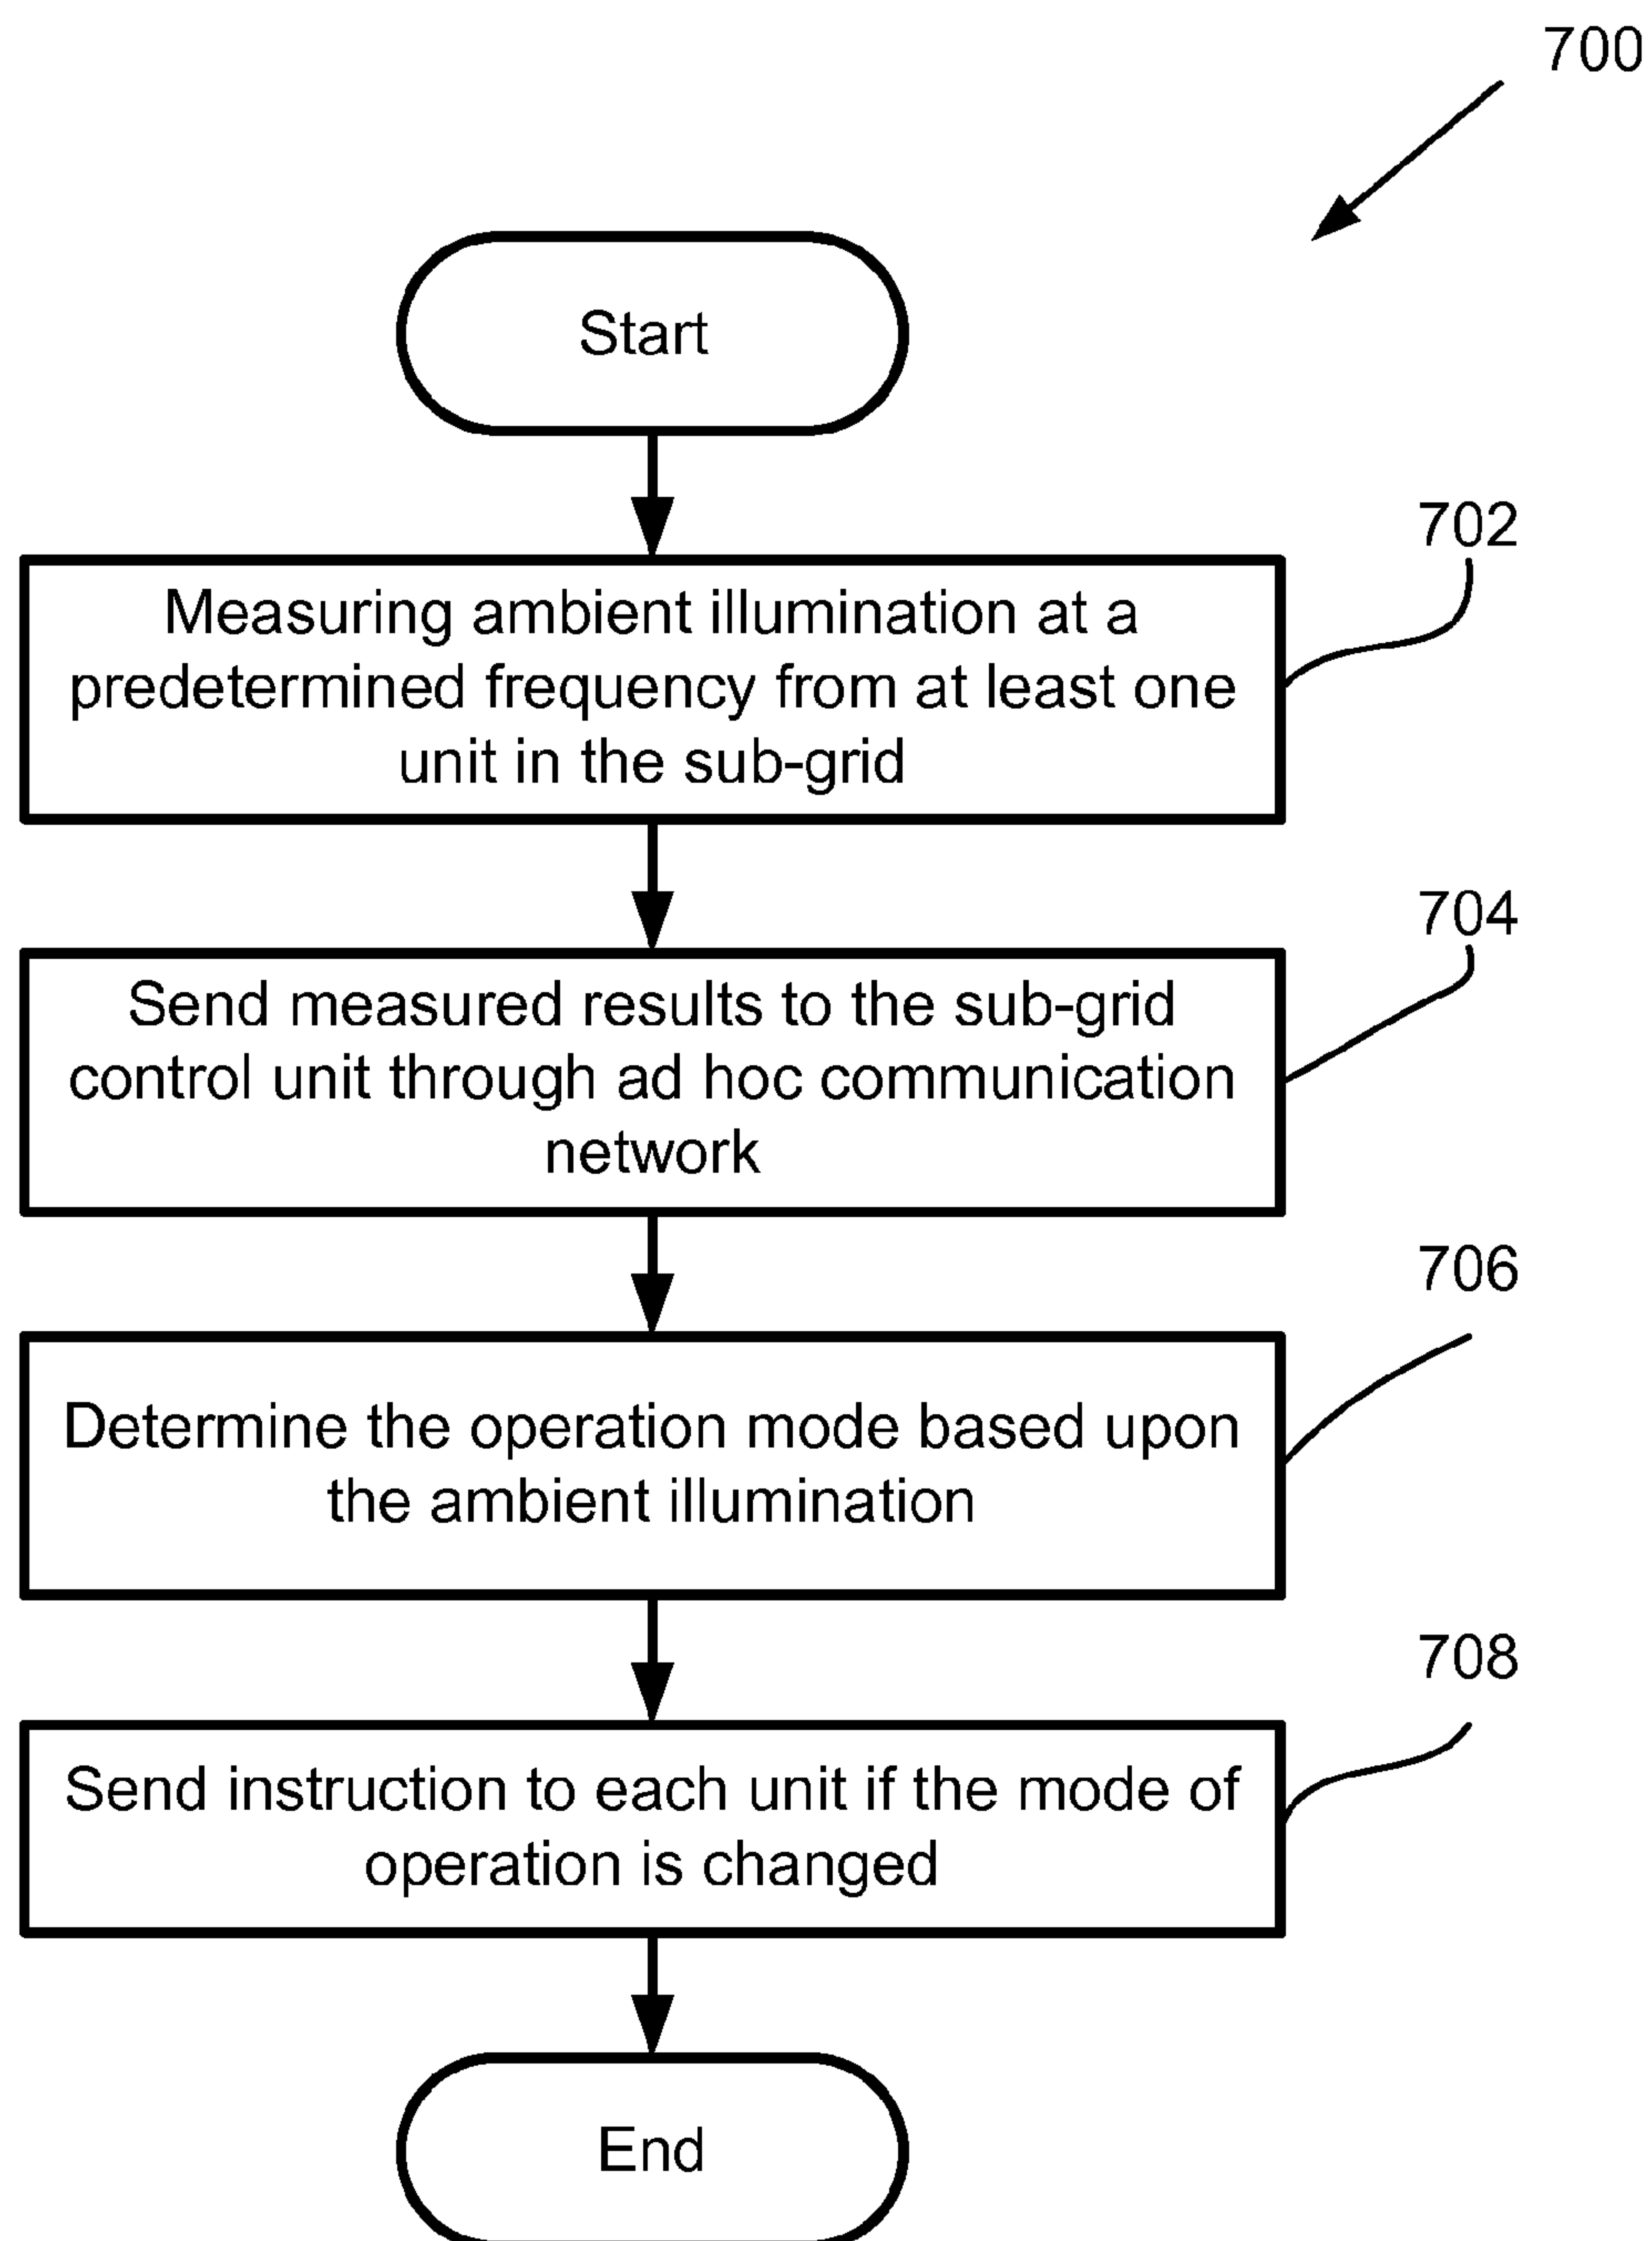 700
Start
702
Measuring ambient illumination at a
predetermined frequency from at least one
unit in the sub-grid
704
Send measured results to the sub-grid
control unit through ad hoc communication
network
706
Determine the operation mode based upon
the ambient illumination
708
Send instruction to each unit if the mode of
operation is changed
End